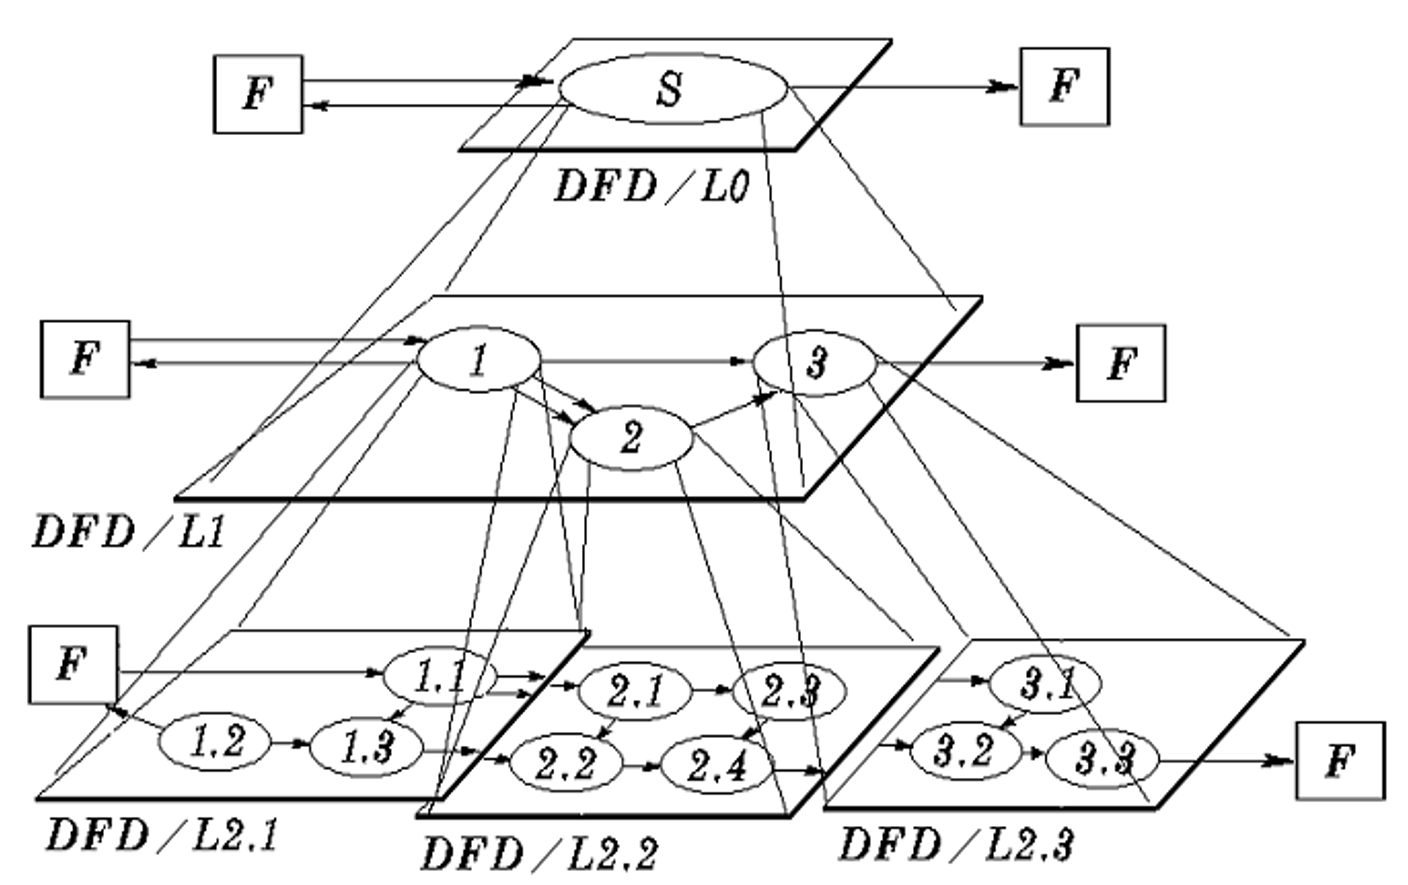 F S F
DFD/L0
F 1 3 F
2
DFD/L1
F 1.1 2.1 2.3 3.1
1.2 1.3 2.2 2.4 3.2 3.3 F
DFD/L2.1 DFD/L2.2 DFD/L2.3